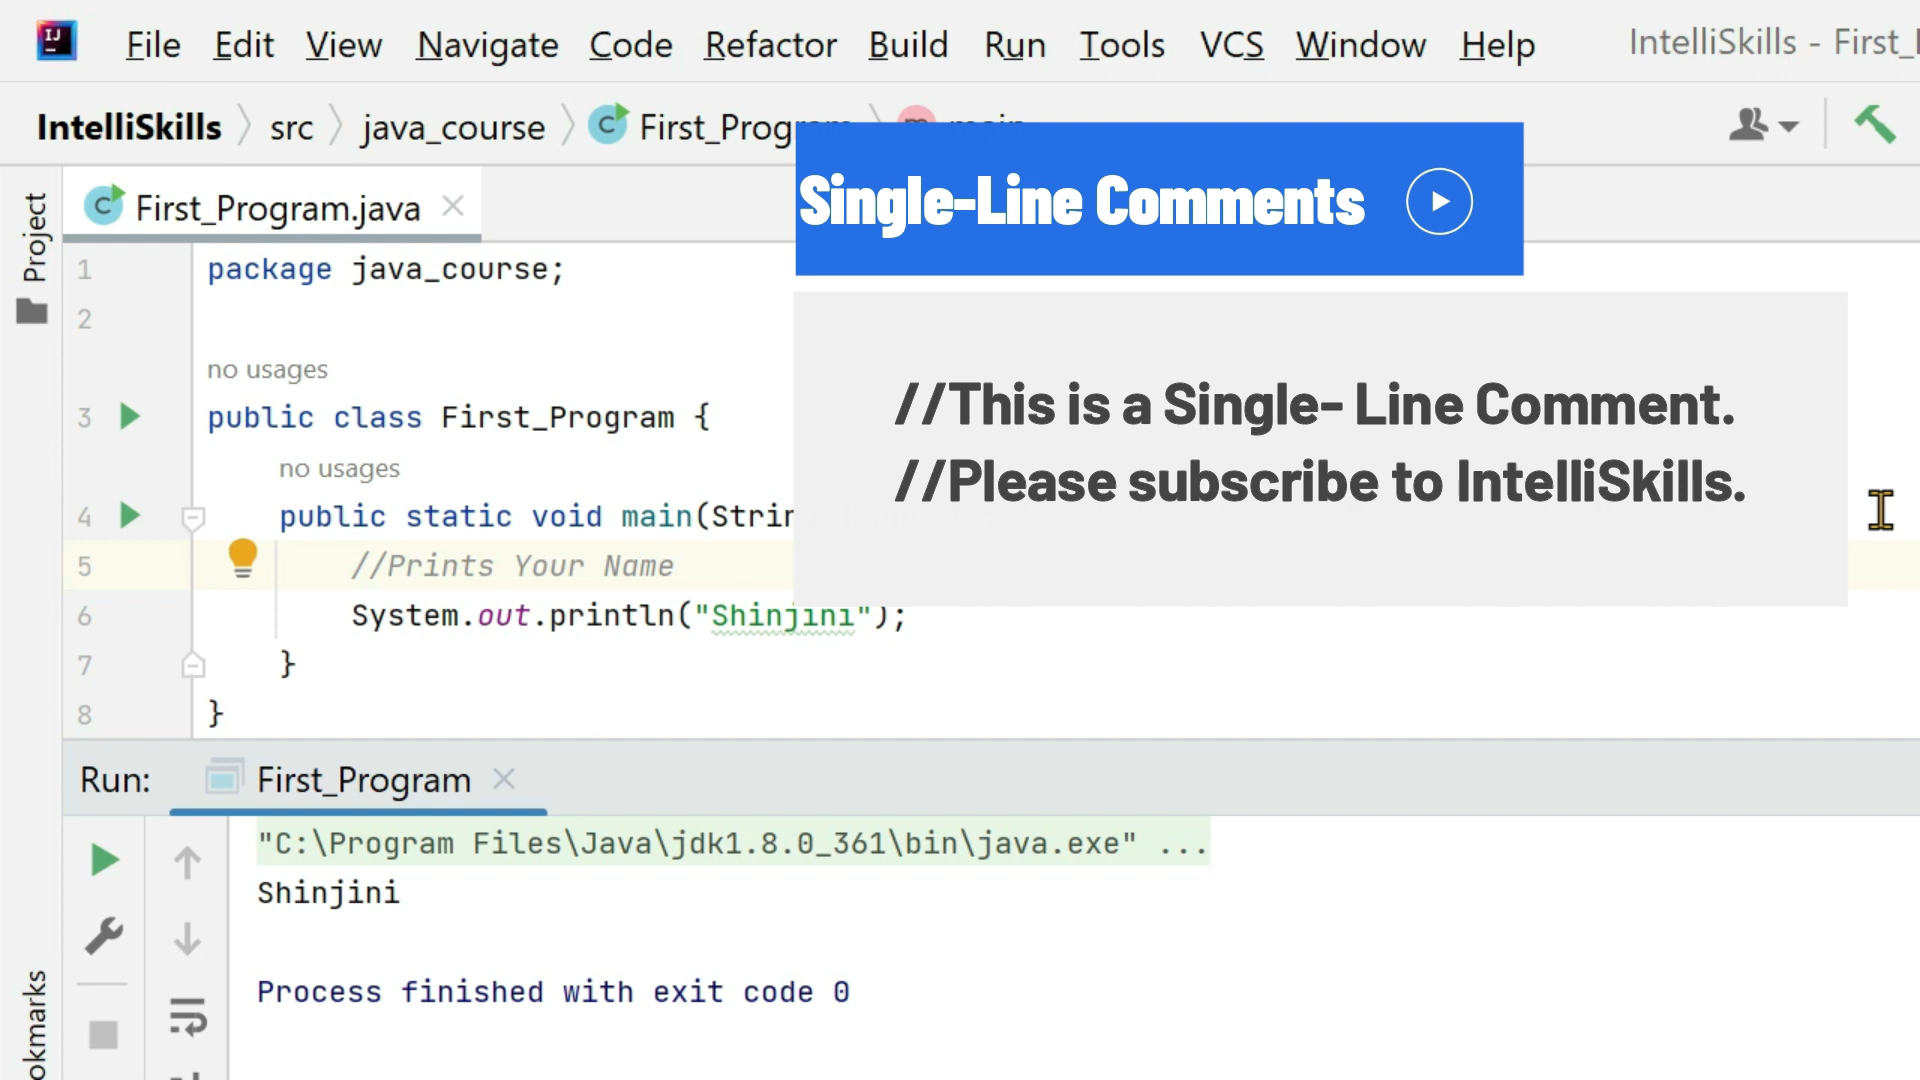 IJ
File Edit View Navigate Code Refactor Build Run Tools VCS Window Help IntelliSkills - First_
IntelliSkills src java_course First_Program main
Single-Line Comments
Project
First_Program.java
1 package java_course;
2
no usages
3 public class First_Program {
no usages
4 public static void main(Strin
5 //Prints Your Name
6 System.out.println("Shinjini");
7 }
8 }
//This is a Single- Line Comment.
//Please subscribe to IntelliSkills.
Run: First_Program
"C:\Program Files\Java\jdk1.8.0_361\bin\java.exe" ...
Shinjini
Process finished with exit code 0
okmarks